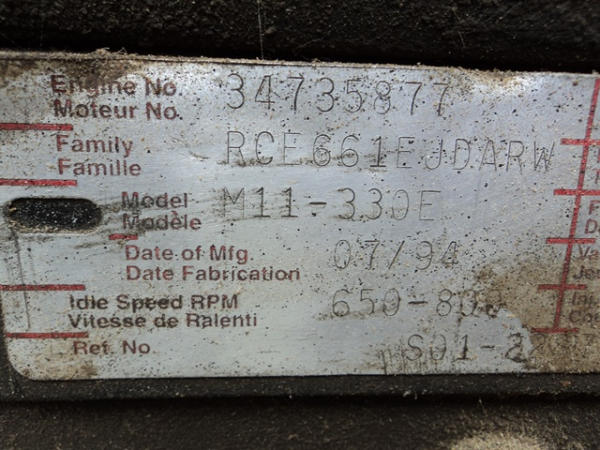 Engine No. 34735877
Moteur No.
Family RCE661EJDARW
Famille
Model M11-330E
Modèle
Date of Mfg. 07/94
Date Fabrication
Idle Speed RPM 650-800
Vitesse de Ralenti
Ref. No.